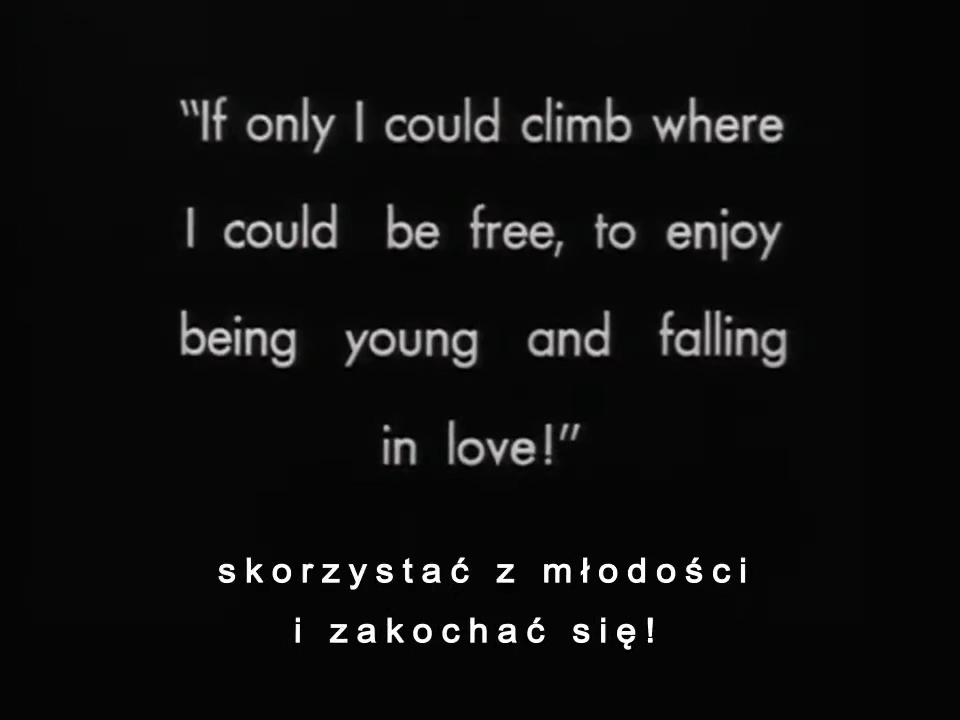 “If only I could climb where
I could be free, to enjoy
being young and falling
in love!”
skorzystać z młodości
i zakochać się!